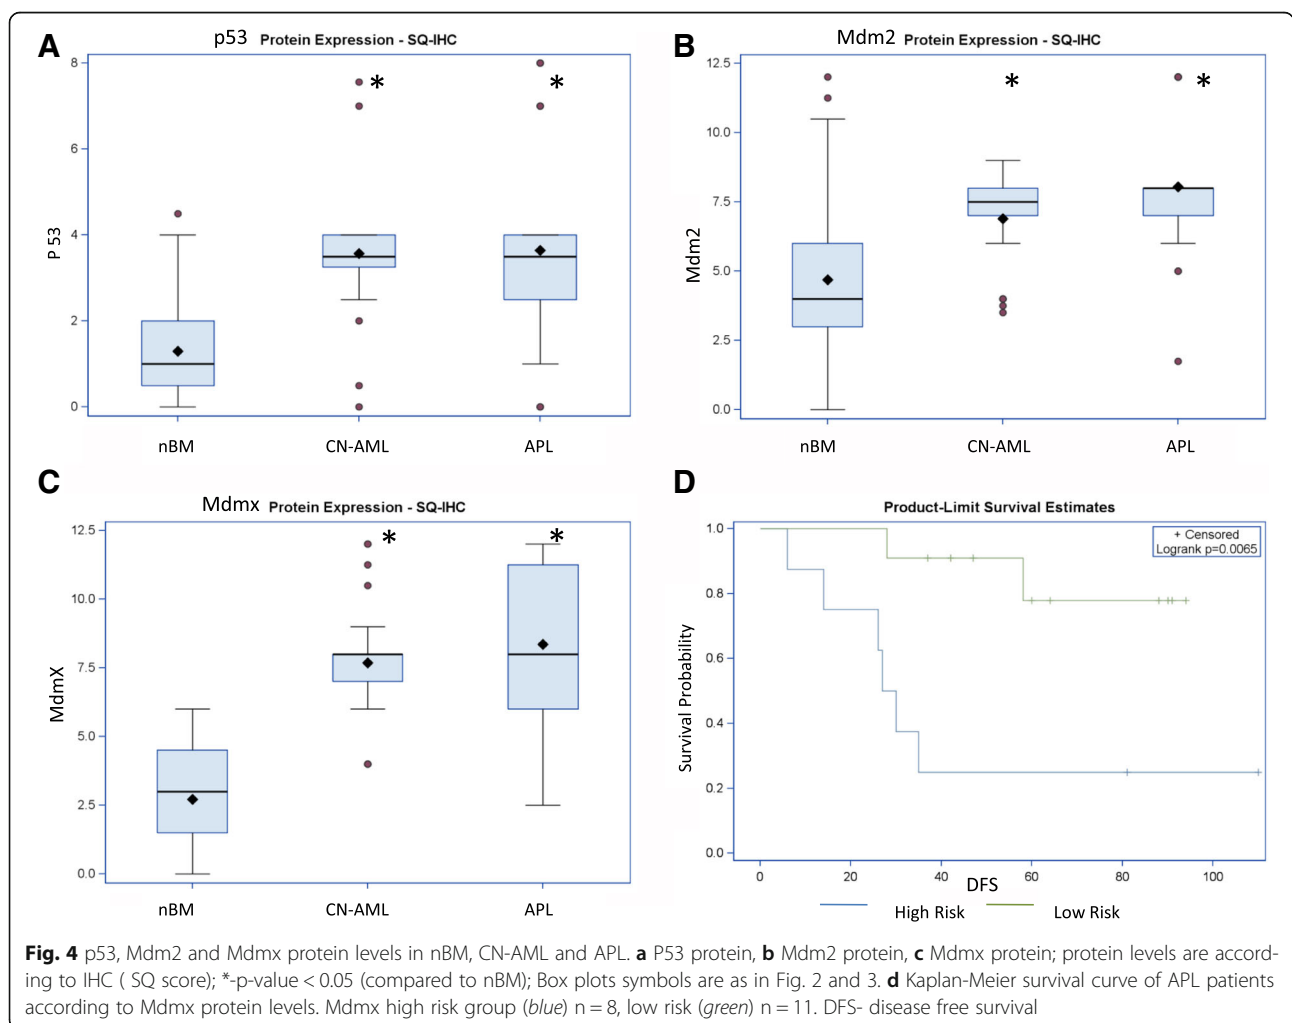 A
p53 Protein Expression - SQ-IHC
8
6
4
2
0
P 53
*
*
nBM CN-AML APL
B
Mdm2 Protein Expression - SQ-IHC
12.5
10.0
7.5
5.0
2.5
0.0
Mdm2
*
*
nBM CN-AML APL
C
Mdmx Protein Expression - SQ-IHC
12.5
10.0
7.5
5.0
2.5
0.0
MdmX
*
*
nBM CN-AML APL
D
Product-Limit Survival Estimates
+ Censored
Logrank p=0.0065
1.0
0.8
0.6
0.4
0.2
0.0
Survival Probability
0 20 40 60 80 100
DFS
High Risk Low Risk
Fig. 4 p53, Mdm2 and Mdmx protein levels in nBM, CN-AML and APL. a P53 protein, b Mdm2 protein, c Mdmx protein; protein levels are accord-
ing to IHC ( SQ score); *-p-value < 0.05 (compared to nBM); Box plots symbols are as in Fig. 2 and 3. d Kaplan-Meier survival curve of APL patients
according to Mdmx protein levels. Mdmx high risk group (blue) n = 8, low risk (green) n = 11. DFS- disease free survival